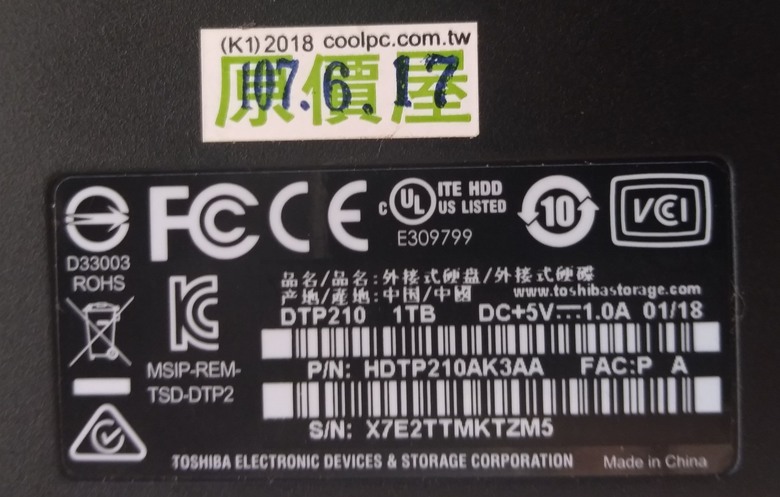 (K1)2018 coolpc.com.tw
原價屋
107.6.17
FC CE
c UL US LISTED
ITE HDD
E309799
10
VCI
D33003
ROHS
品名/品名:外接式硬盘/外接式硬碟
产地/產地:中国/中國
www.toshibastorage.com
DTP210 1TB DC+5V⎓1.0A 01/18
MSIP-REM-
TSD-DTP2
P/N: HDTP210AK3AA FAC:P A
S/N: X7E2TTMKTZM5
TOSHIBA ELECTRONIC DEVICES & STORAGE CORPORATION Made in China